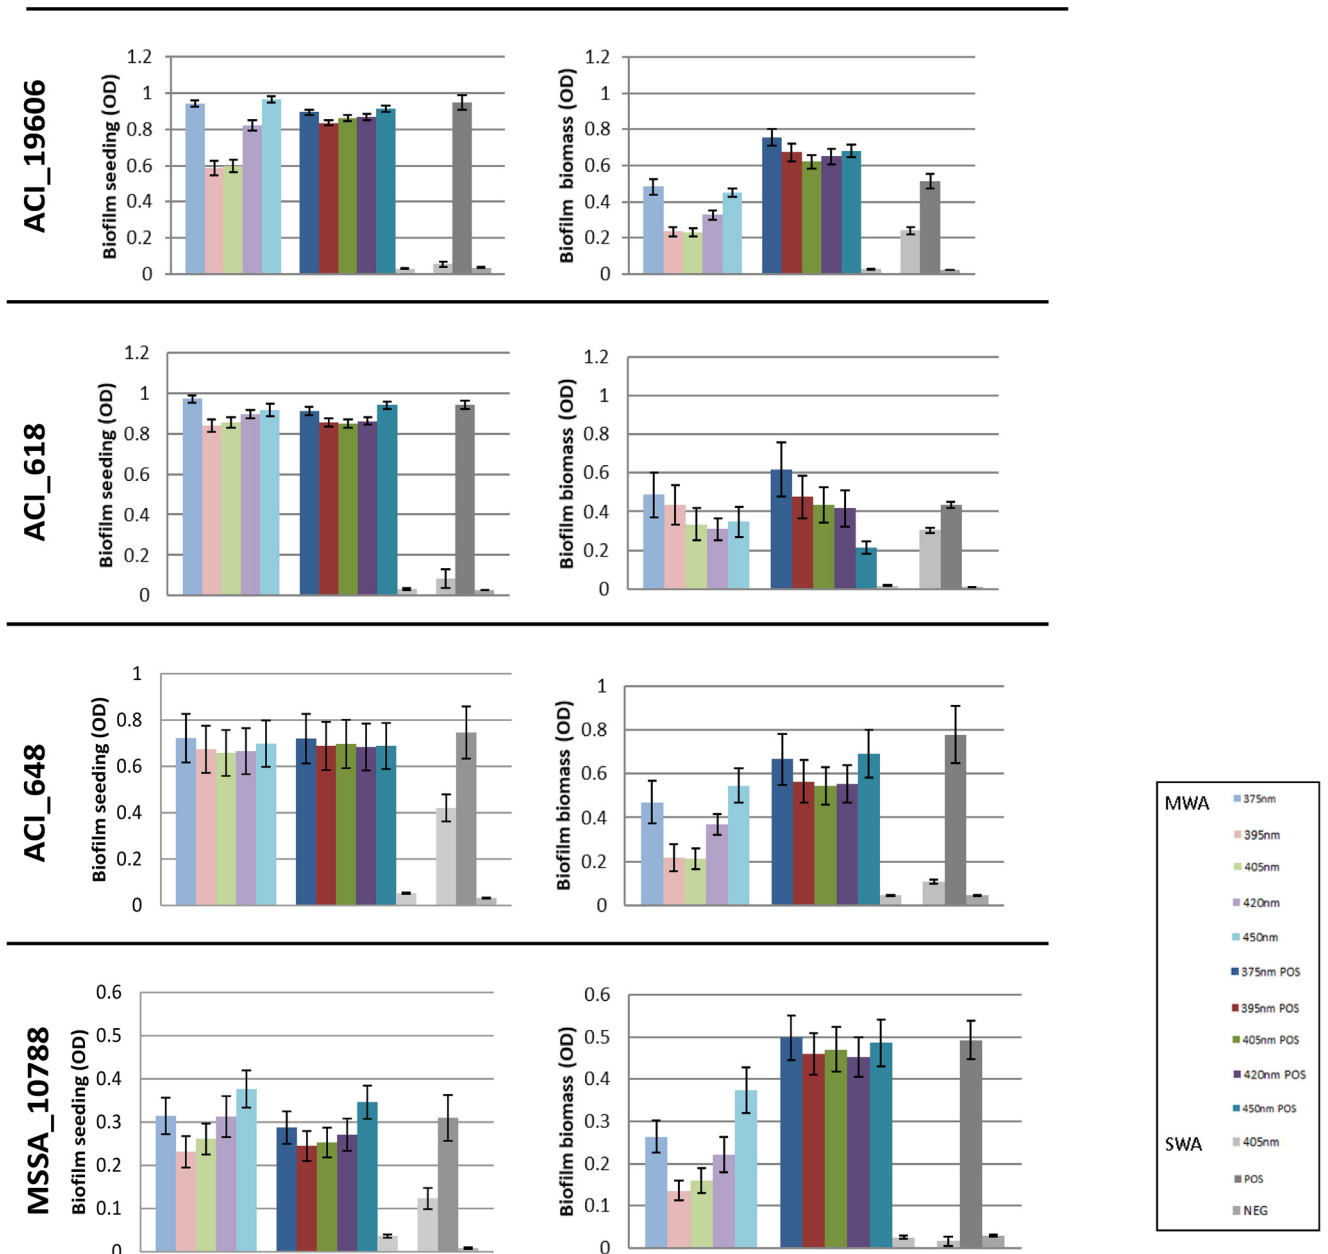 ACI_19606
Biofilm seeding (OD)
1.2
1
0.8
0.6
0.4
0.2
0
Biofilm biomass (OD)
1.2
1
0.8
0.6
0.4
0.2
0
ACI_618
Biofilm seeding (OD)
1.2
1
0.8
0.6
0.4
0.2
0
Biofilm biomass (OD)
1.2
1
0.8
0.6
0.4
0.2
0
ACI_648
Biofilm seeding (OD)
1
0.8
0.6
0.4
0.2
0
Biofilm biomass (OD)
1
0.8
0.6
0.4
0.2
0
MSSA_10788
Biofilm seeding (OD)
0.6
0.5
0.4
0.3
0.2
0.1
0
Biofilm biomass (OD)
0.6
0.5
0.4
0.3
0.2
0.1
0
MWA 375nm
395nm
405nm
420nm
450nm
375nm POS
395nm POS
405nm POS
420nm POS
450nm POS
SWA 405nm
POS
NEG